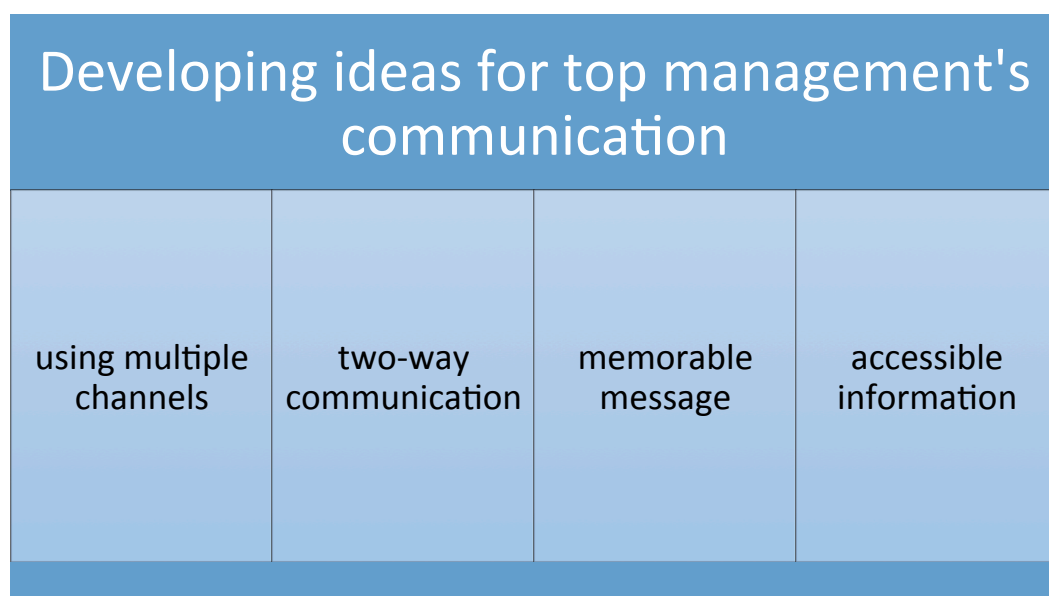 Developing ideas for top management's
communication
using multiple
channels
two-way
communication
memorable
message
accessible
information